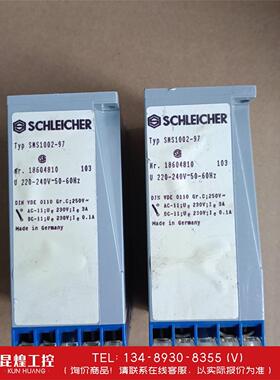 SCHLEICHER
Typ SMS1002-97
Nr. 18604810 103
U 220-240V~50-60Hz
DIN VDE 0110 Gr.C;250V~
AC-11;Ue 230V;Ie 3A
DC-11;Ue 230V;Ie 0.1A
Made in Germany
SCHLEICHER
Typ SMS1002-97
Nr. 18604810 103
U 220-240V~50-60Hz
DIN VDE 0110 Gr.C;250V~
AC-11;Ue 230V;Ie 3A
DC-11;Ue 230V;Ie 0.1A
Made in Germany
昆煌工控
KUN HUANG
TEL: 134-8930-8355 (V)
(询价商品! 请联系在线客服, 以实际报价为准!)